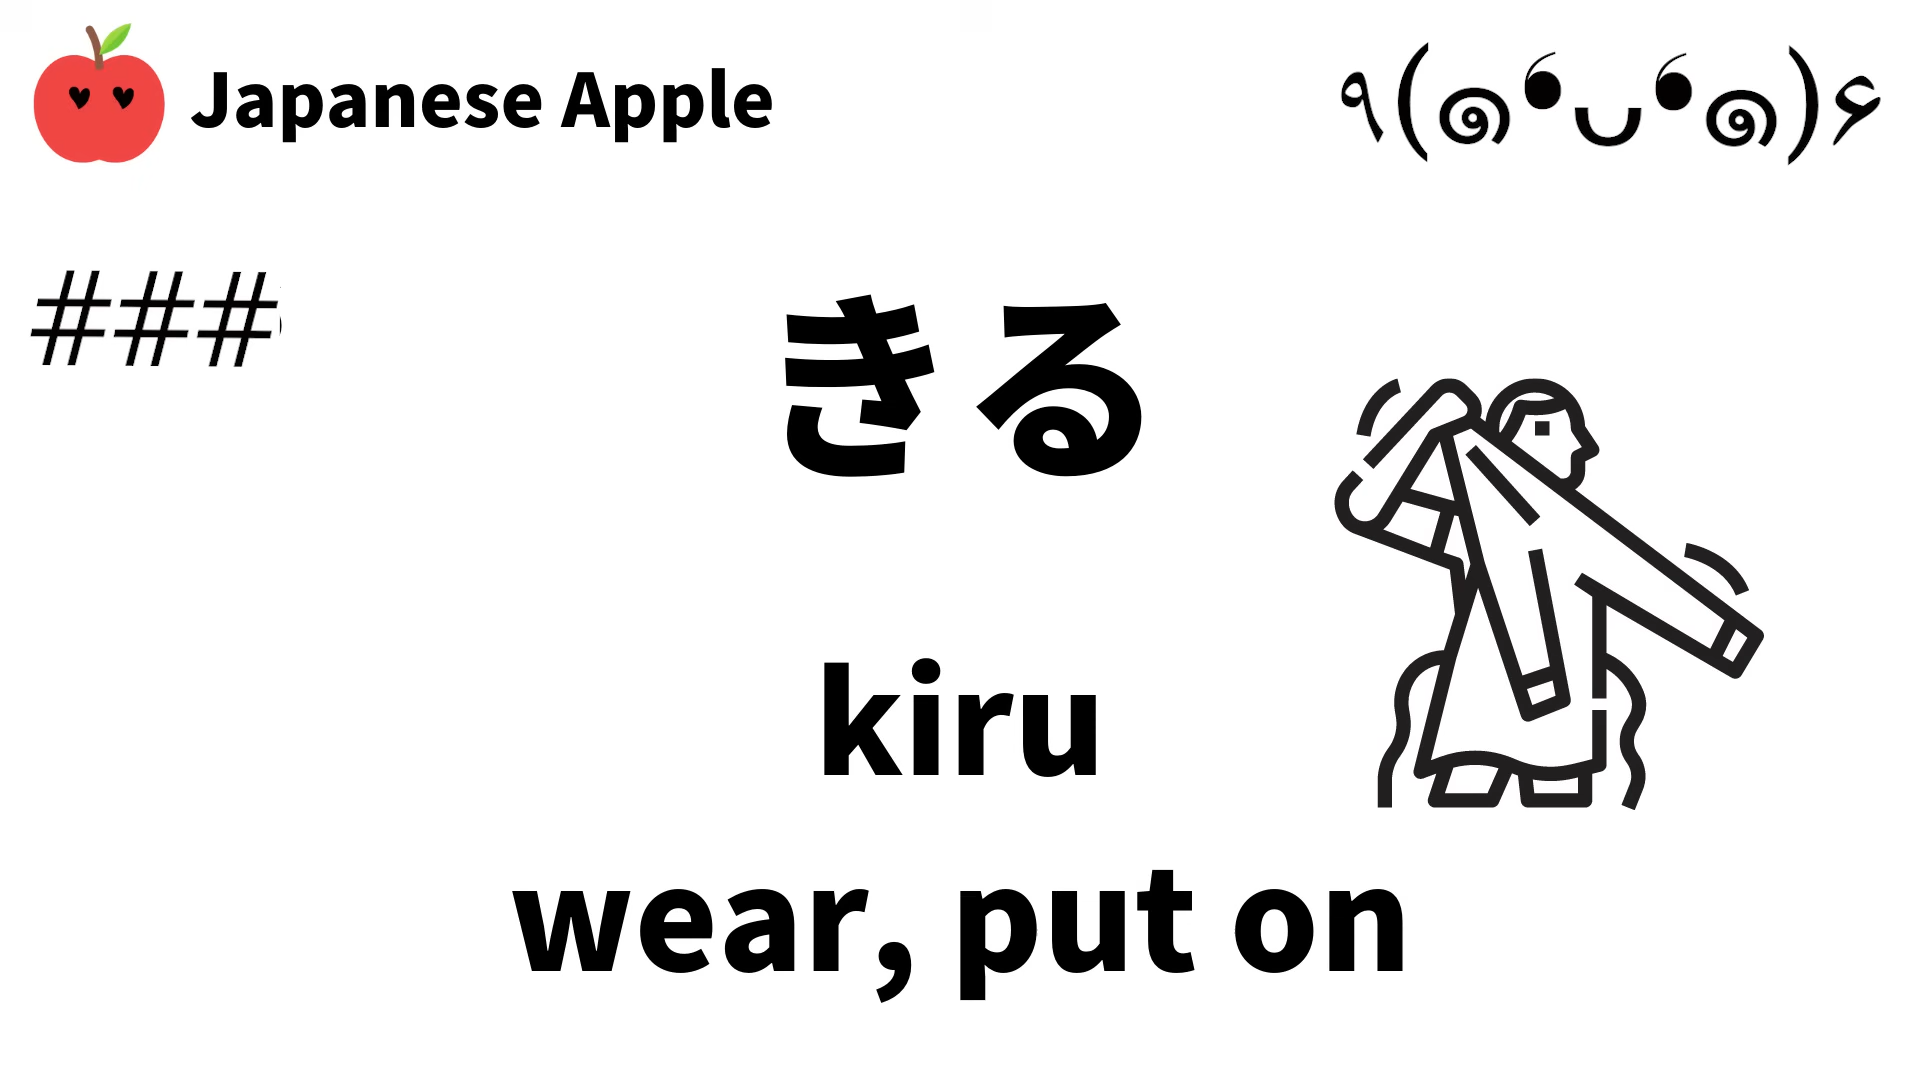 Japanese Apple
٩(๑❛ᴗ❛๑)۶
###
きる
kiru
wear, put on